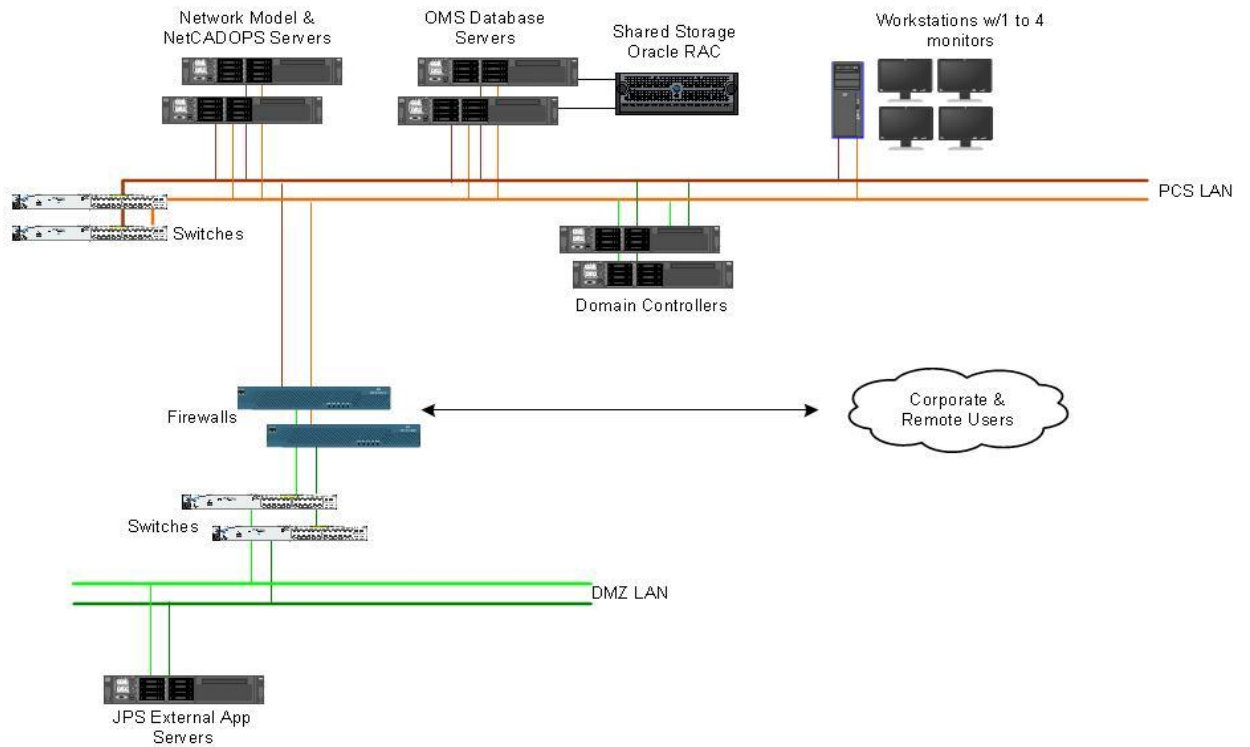 Network Model &
NetCADOPS Servers
OMS Database
Servers
Shared Storage
Oracle RAC
Workstations w/1 to 4
monitors
PCS LAN
Switches
Domain Controllers
Firewalls
Corporate &
Remote Users
Switches
DMZ LAN
JPS External App
Servers